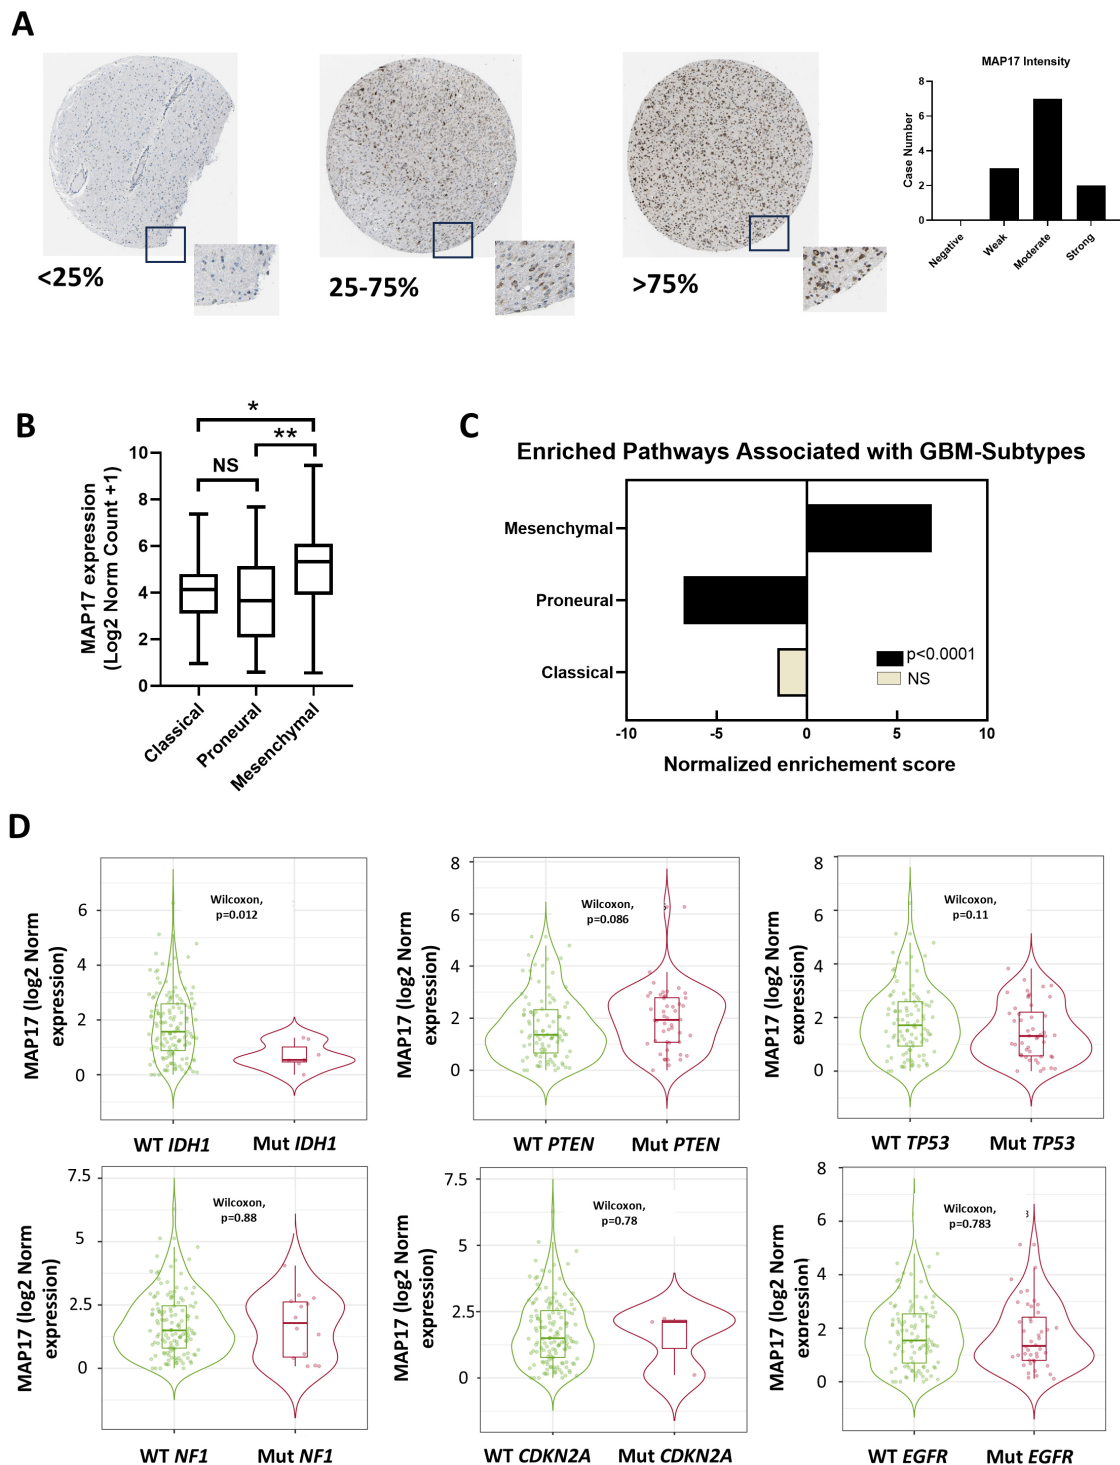 A
<25%
25-75%
>75%
MAP17 Intensity
Case Number
8
6
4
2
0
Negative
Weak
Moderate
Strong
B
MAP17 expression
(Log2 Norm Count +1)
10
8
6
4
2
0
*
**
NS
Classical
Proneural
Mesenchymal
C
Enriched Pathways Associated with GBM-Subtypes
Mesenchymal
Proneural
Classical
p<0.0001
NS
-10
-5
0
5
10
Normalized enrichement score
D
MAP17 (log2 Norm
expression)
6
4
2
0
Wilcoxon,
p=0.012
WT IDH1
Mut IDH1
MAP17 (log2 Norm
expression)
8
6
4
2
0
Wilcoxon,
p=0.086
WT PTEN
Mut PTEN
MAP17 (log2 Norm
expression)
8
6
4
2
0
Wilcoxon,
p=0.11
WT TP53
Mut TP53
MAP17 (log2 Norm
expression)
7.5
5
2.5
0
Wilcoxon,
p=0.88
WT NF1
Mut NF1
MAP17 (log2 Norm
expression)
7.5
5
2.5
0
Wilcoxon,
p=0.78
WT CDKN2A
Mut CDKN2A
MAP17 (log2 Norm
expression)
8
6
4
2
0
Wilcoxon,
p=0.783
WT EGFR
Mut EGFR